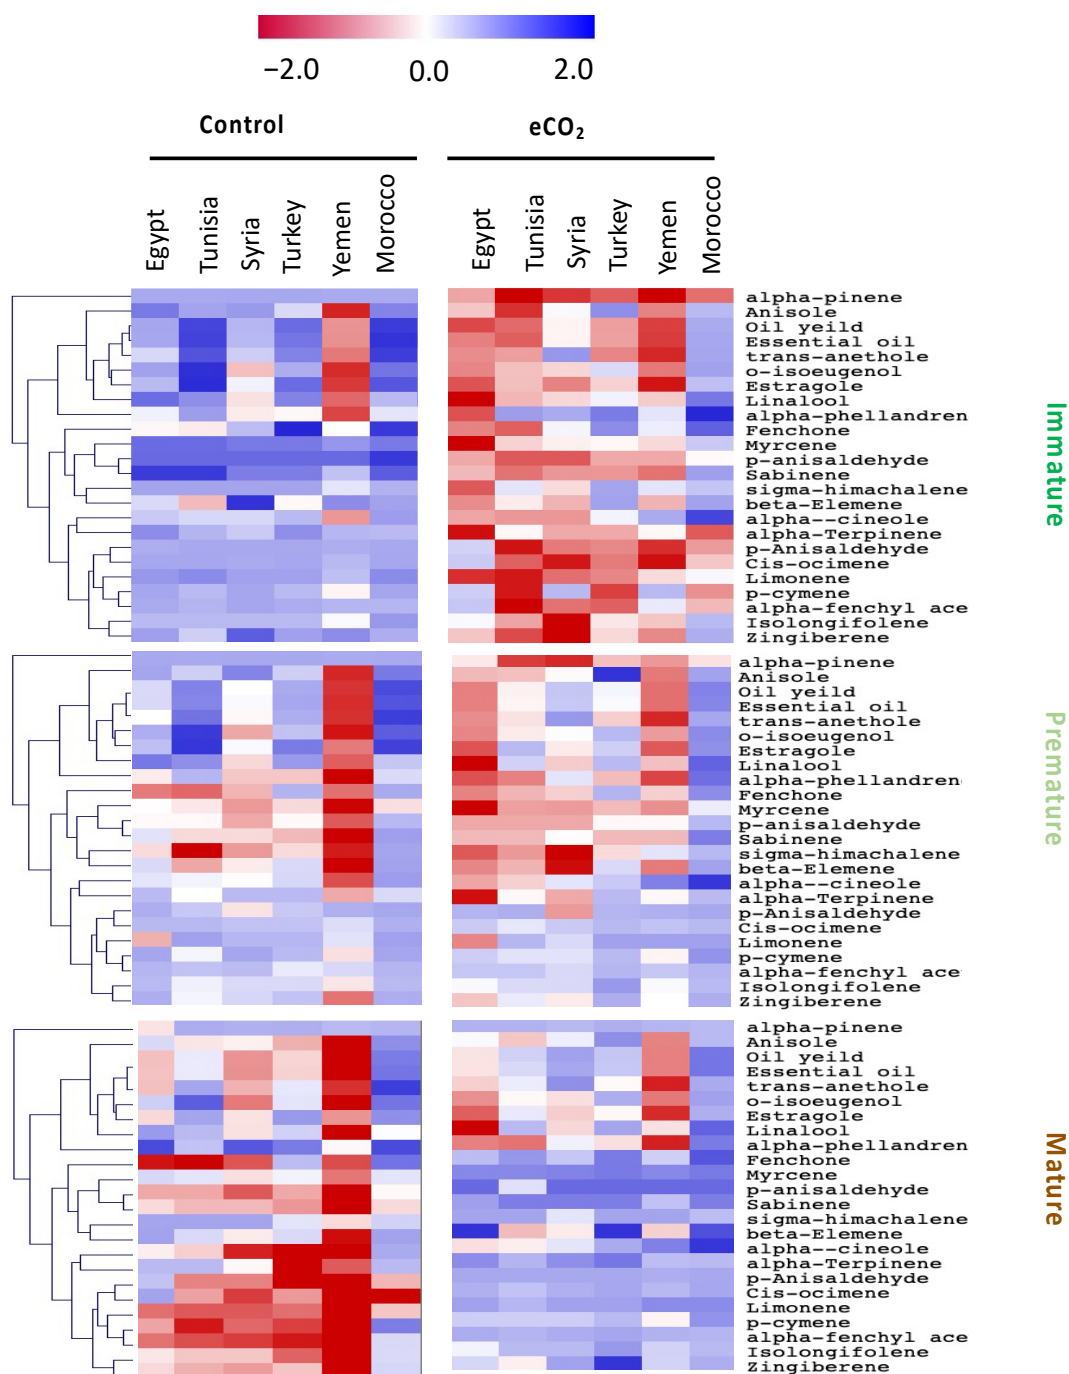 −2.0 0.0 2.0
Control eCO₂
Egypt Tunisia Syria Turkey Yemen Morocco Egypt Tunisia Syria Turkey Yemen Morocco
alpha-pinene
Anisole
Oil yeild
Essential oil
trans-anethole
o-isoeugenol
Estragole
Linalool
alpha-phellandren
Fenchone
Myrcene
p-anisaldehyde
Sabinene
sigma-himachalene
beta-Elemene
alpha--cineole
alpha-Terpinene
p-Anisaldehyde
Cis-ocimene
Limonene
p-cymene
alpha-fenchyl ace
Isolongifolene
Zingiberene
Immature
alpha-pinene
Anisole
Oil yeild
Essential oil
trans-anethole
o-isoeugenol
Estragole
Linalool
alpha-phellandren
Fenchone
Myrcene
p-anisaldehyde
Sabinene
sigma-himachalene
beta-Elemene
alpha--cineole
alpha-Terpinene
p-Anisaldehyde
Cis-ocimene
Limonene
p-cymene
alpha-fenchyl ace
Isolongifolene
Zingiberene
Premature
alpha-pinene
Anisole
Oil yeild
Essential oil
trans-anethole
o-isoeugenol
Estragole
Linalool
alpha-phellandren
Fenchone
Myrcene
p-anisaldehyde
Sabinene
sigma-himachalene
beta-Elemene
alpha--cineole
alpha-Terpinene
p-Anisaldehyde
Cis-ocimene
Limonene
p-cymene
alpha-fenchyl ace
Isolongifolene
Zingiberene
Mature